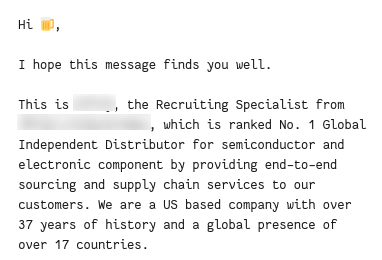 Hi 🍺,
I hope this message finds you well.
This is , the Recruiting Specialist from
, which is ranked No. 1 Global
Independent Distributor for semiconductor and
electronic component by providing end-to-end
sourcing and supply chain services to our
customers. We are a US based company with over
37 years of history and a global presence of
over 17 countries.